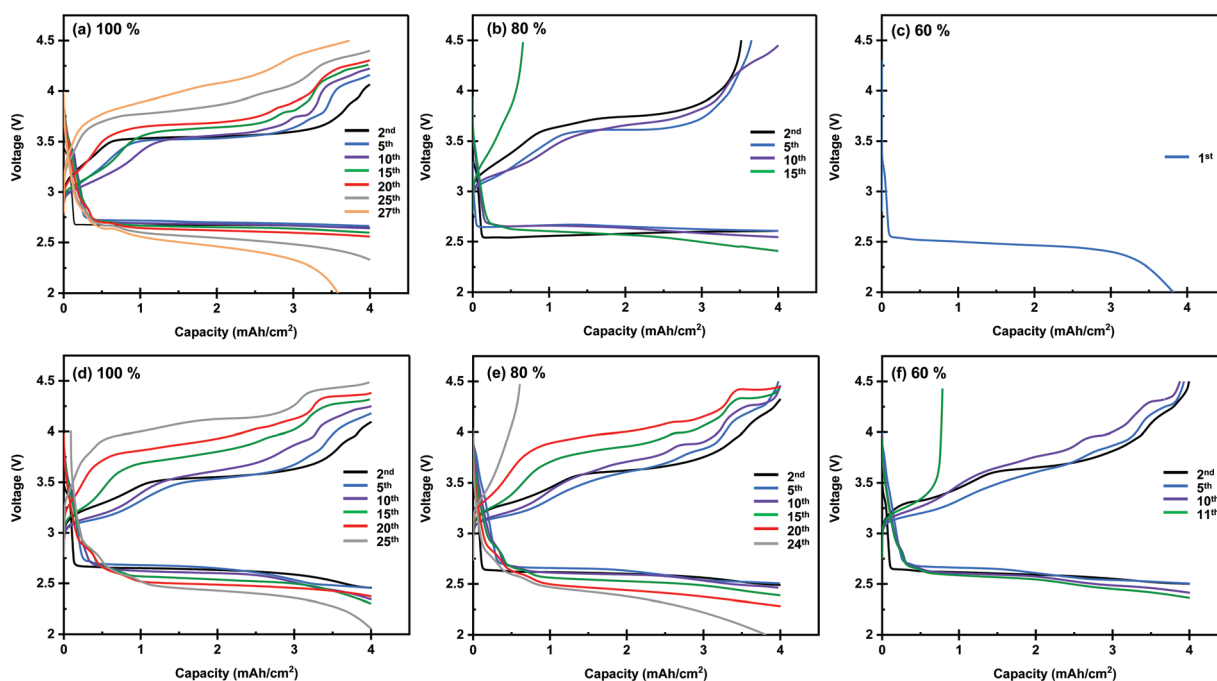 (a) 100 %
4.5
4
3.5
3
2.5
2
Voltage (V)
2nd
5th
10th
15th
20th
25th
27th
0 1 2 3 4
Capacity (mAh/cm²)
(b) 80 %
4.5
4
3.5
3
2.5
2
Voltage (V)
2nd
5th
10th
15th
0 1 2 3 4
Capacity (mAh/cm²)
(c) 60 %
4.5
4
3.5
3
2.5
2
Voltage (V)
1st
0 1 2 3 4
Capacity (mAh/cm²)
(d) 100 %
4.5
4
3.5
3
2.5
2
Voltage (V)
2nd
5th
10th
15th
20th
25th
0 1 2 3 4
Capacity (mAh/cm²)
(e) 80 %
4.5
4
3.5
3
2.5
2
Voltage (V)
2nd
5th
10th
15th
20th
24th
0 1 2 3 4
Capacity (mAh/cm²)
(f) 60 %
4.5
4
3.5
3
2.5
2
Voltage (V)
2nd
5th
10th
11th
0 1 2 3 4
Capacity (mAh/cm²)